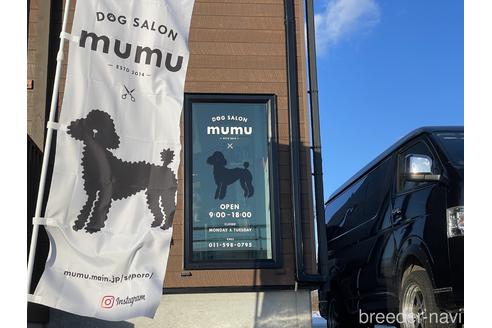 DOG SALON
mumu
ESTD 2014
mumu.main.jp/sapporo/
Instagram
DOG SALON
mumu
OPEN
9:00-18:00
CLOSED
MONDAY & TUESDAY
011-598-0795
breeder-navi